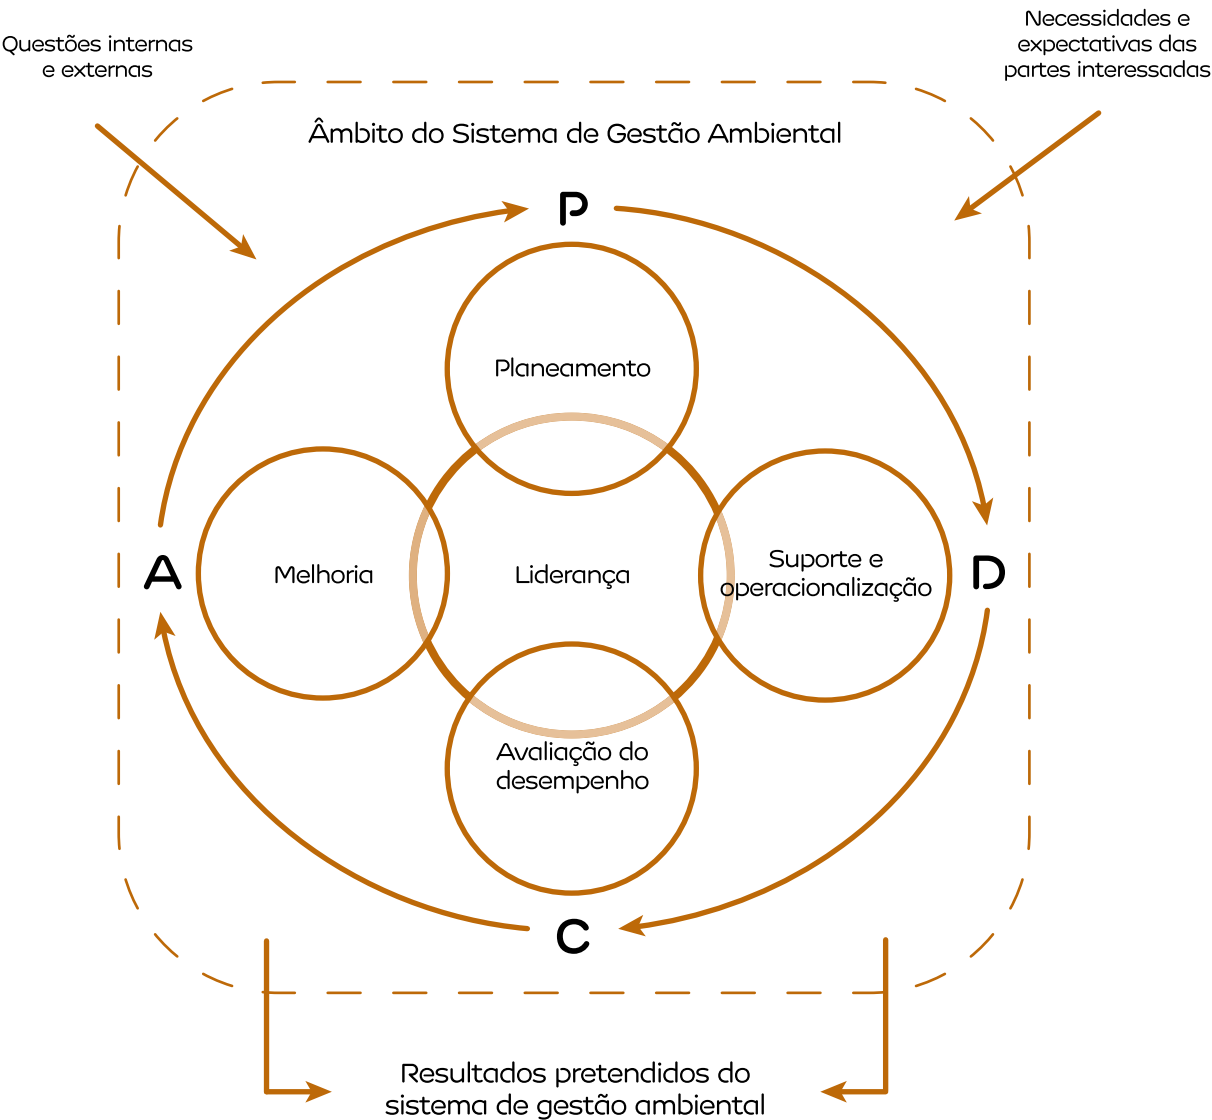 Questões internas
e externas
Necessidades e
expectativas das
partes interessadas
Âmbito do Sistema de Gestão Ambiental
P
Planeamento
A
Melhoria
Liderança
Suporte e
operacionalização
D
Avaliação do
desempenho
C
Resultados pretendidos do
sistema de gestão ambiental